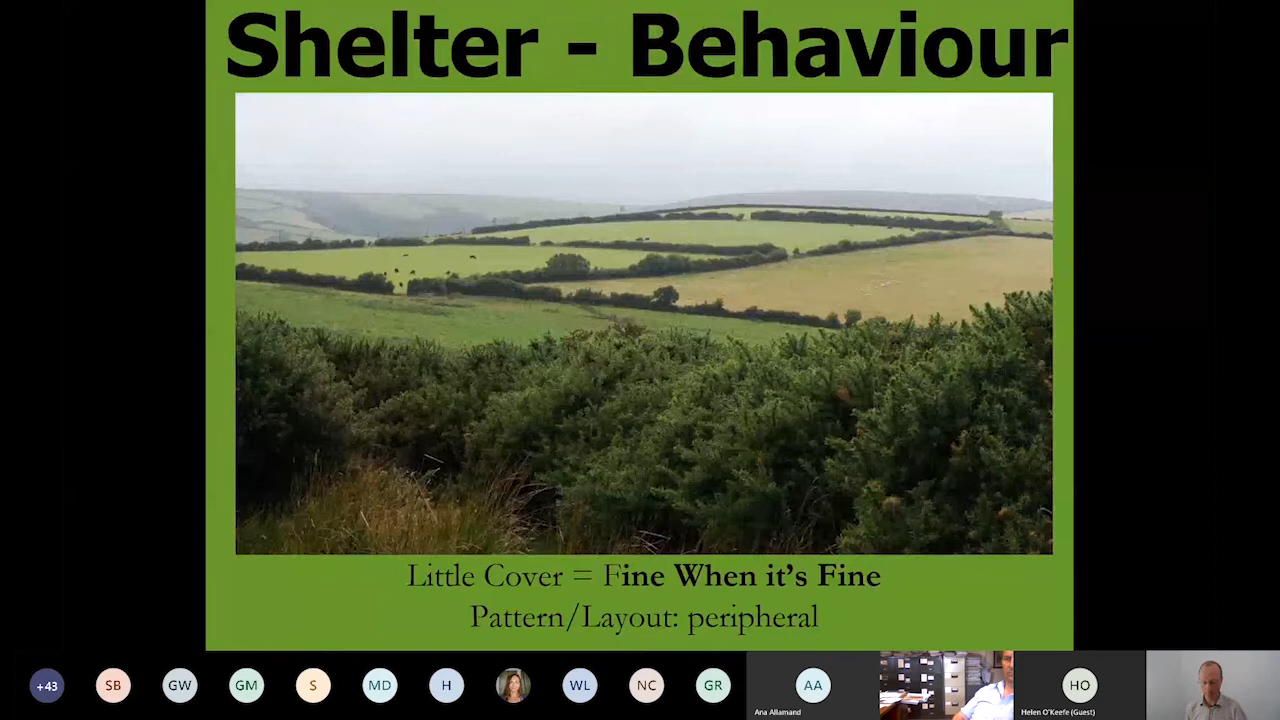 Shelter - Behaviour
Little Cover = Fine When it's Fine
Pattern/Layout: peripheral
+43
SB
GW
GM
S
MD
H
WL
NC
GR
AA
HO
Ana Allamand
Helen O'Keefe (Guest)